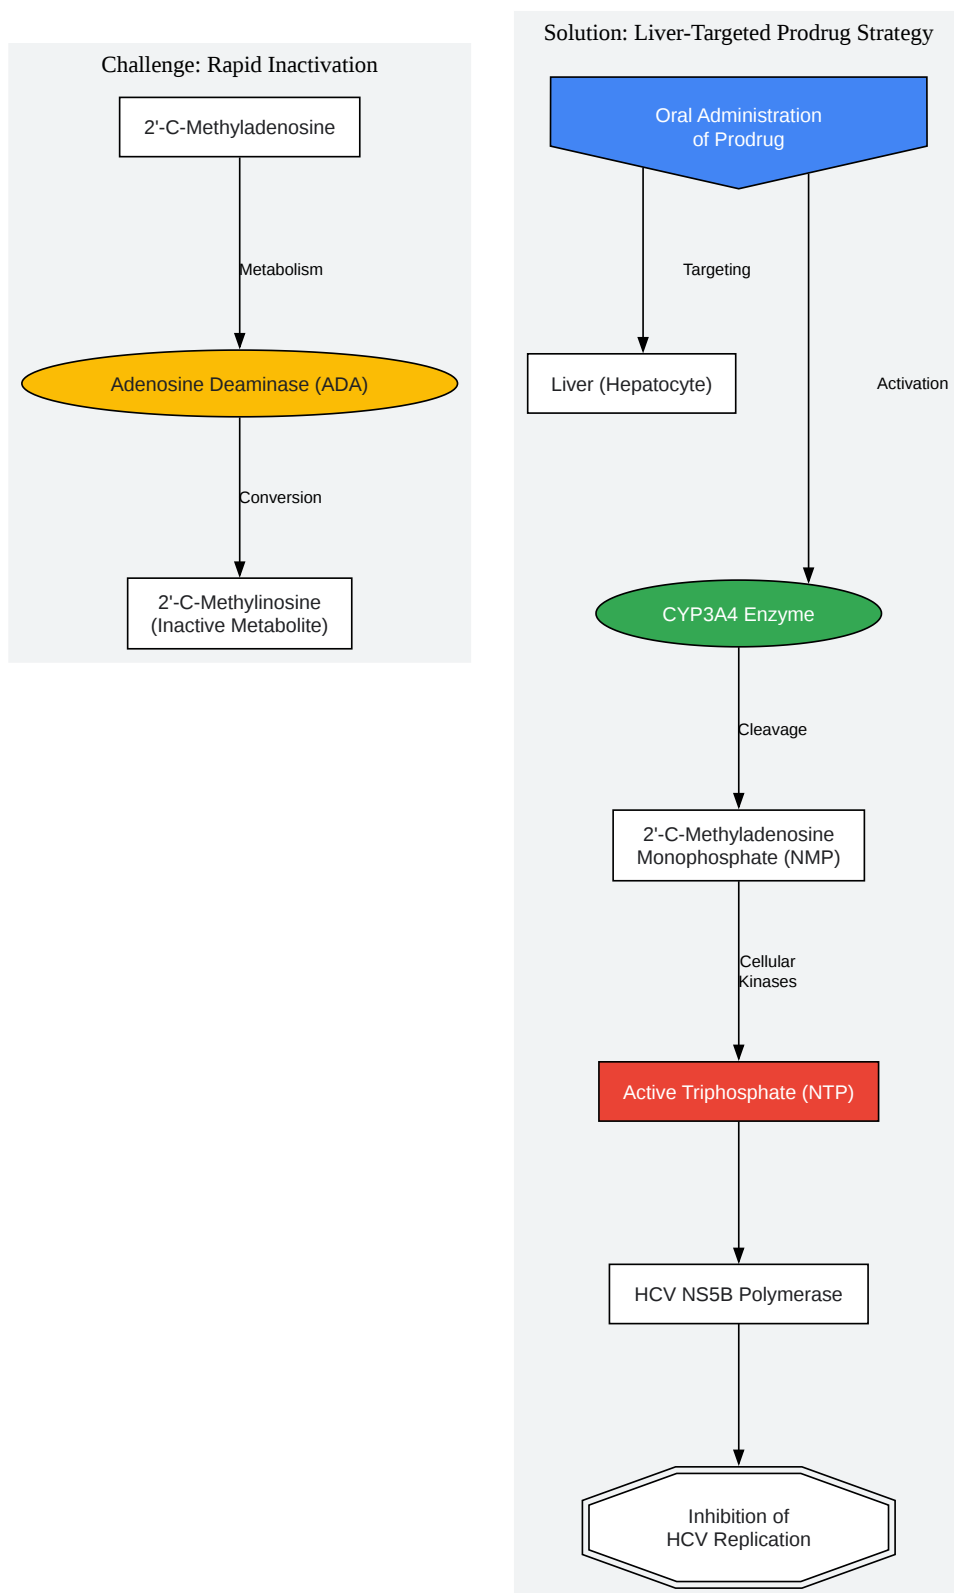 Challenge: Rapid Inactivation
2'-C-Methyladenosine
Metabolism
Adenosine Deaminase (ADA)
Conversion
2'-C-Methylinosine
(Inactive Metabolite)
Solution: Liver-Targeted Prodrug Strategy
Oral Administration
of Prodrug
Targeting
Liver (Hepatocyte)
Activation
CYP3A4 Enzyme
Cleavage
2'-C-Methyladenosine
Monophosphate (NMP)
Cellular
Kinases
Active Triphosphate (NTP)
HCV NS5B Polymerase
Inhibition of
HCV Replication